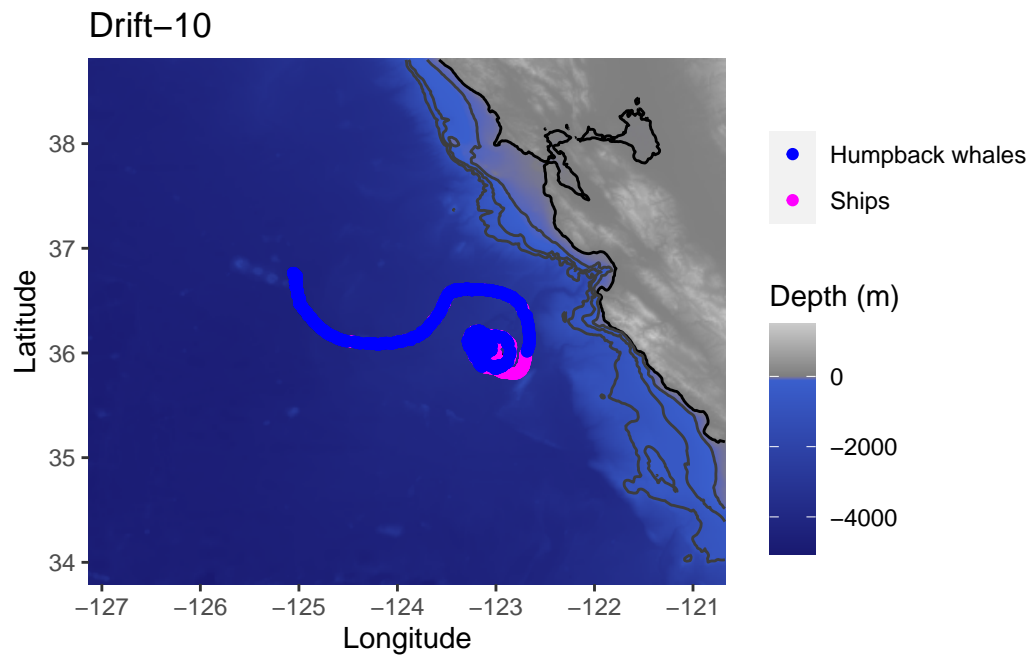 Drift−10
Latitude
38
37
36
35
34
−127 −126 −125 −124 −123 −122 −121
Longitude
Humpback whales
Ships
Depth (m)
0
−2000
−4000